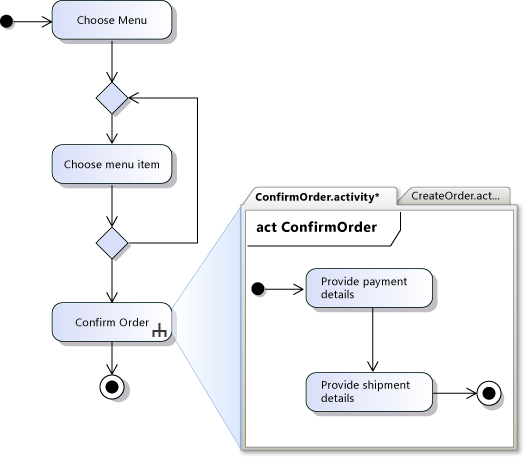 Choose Menu
Choose menu item
Confirm Order
ConfirmOrder.activity*
CreateOrder.act...
act ConfirmOrder
Provide payment
details
Provide shipment
details